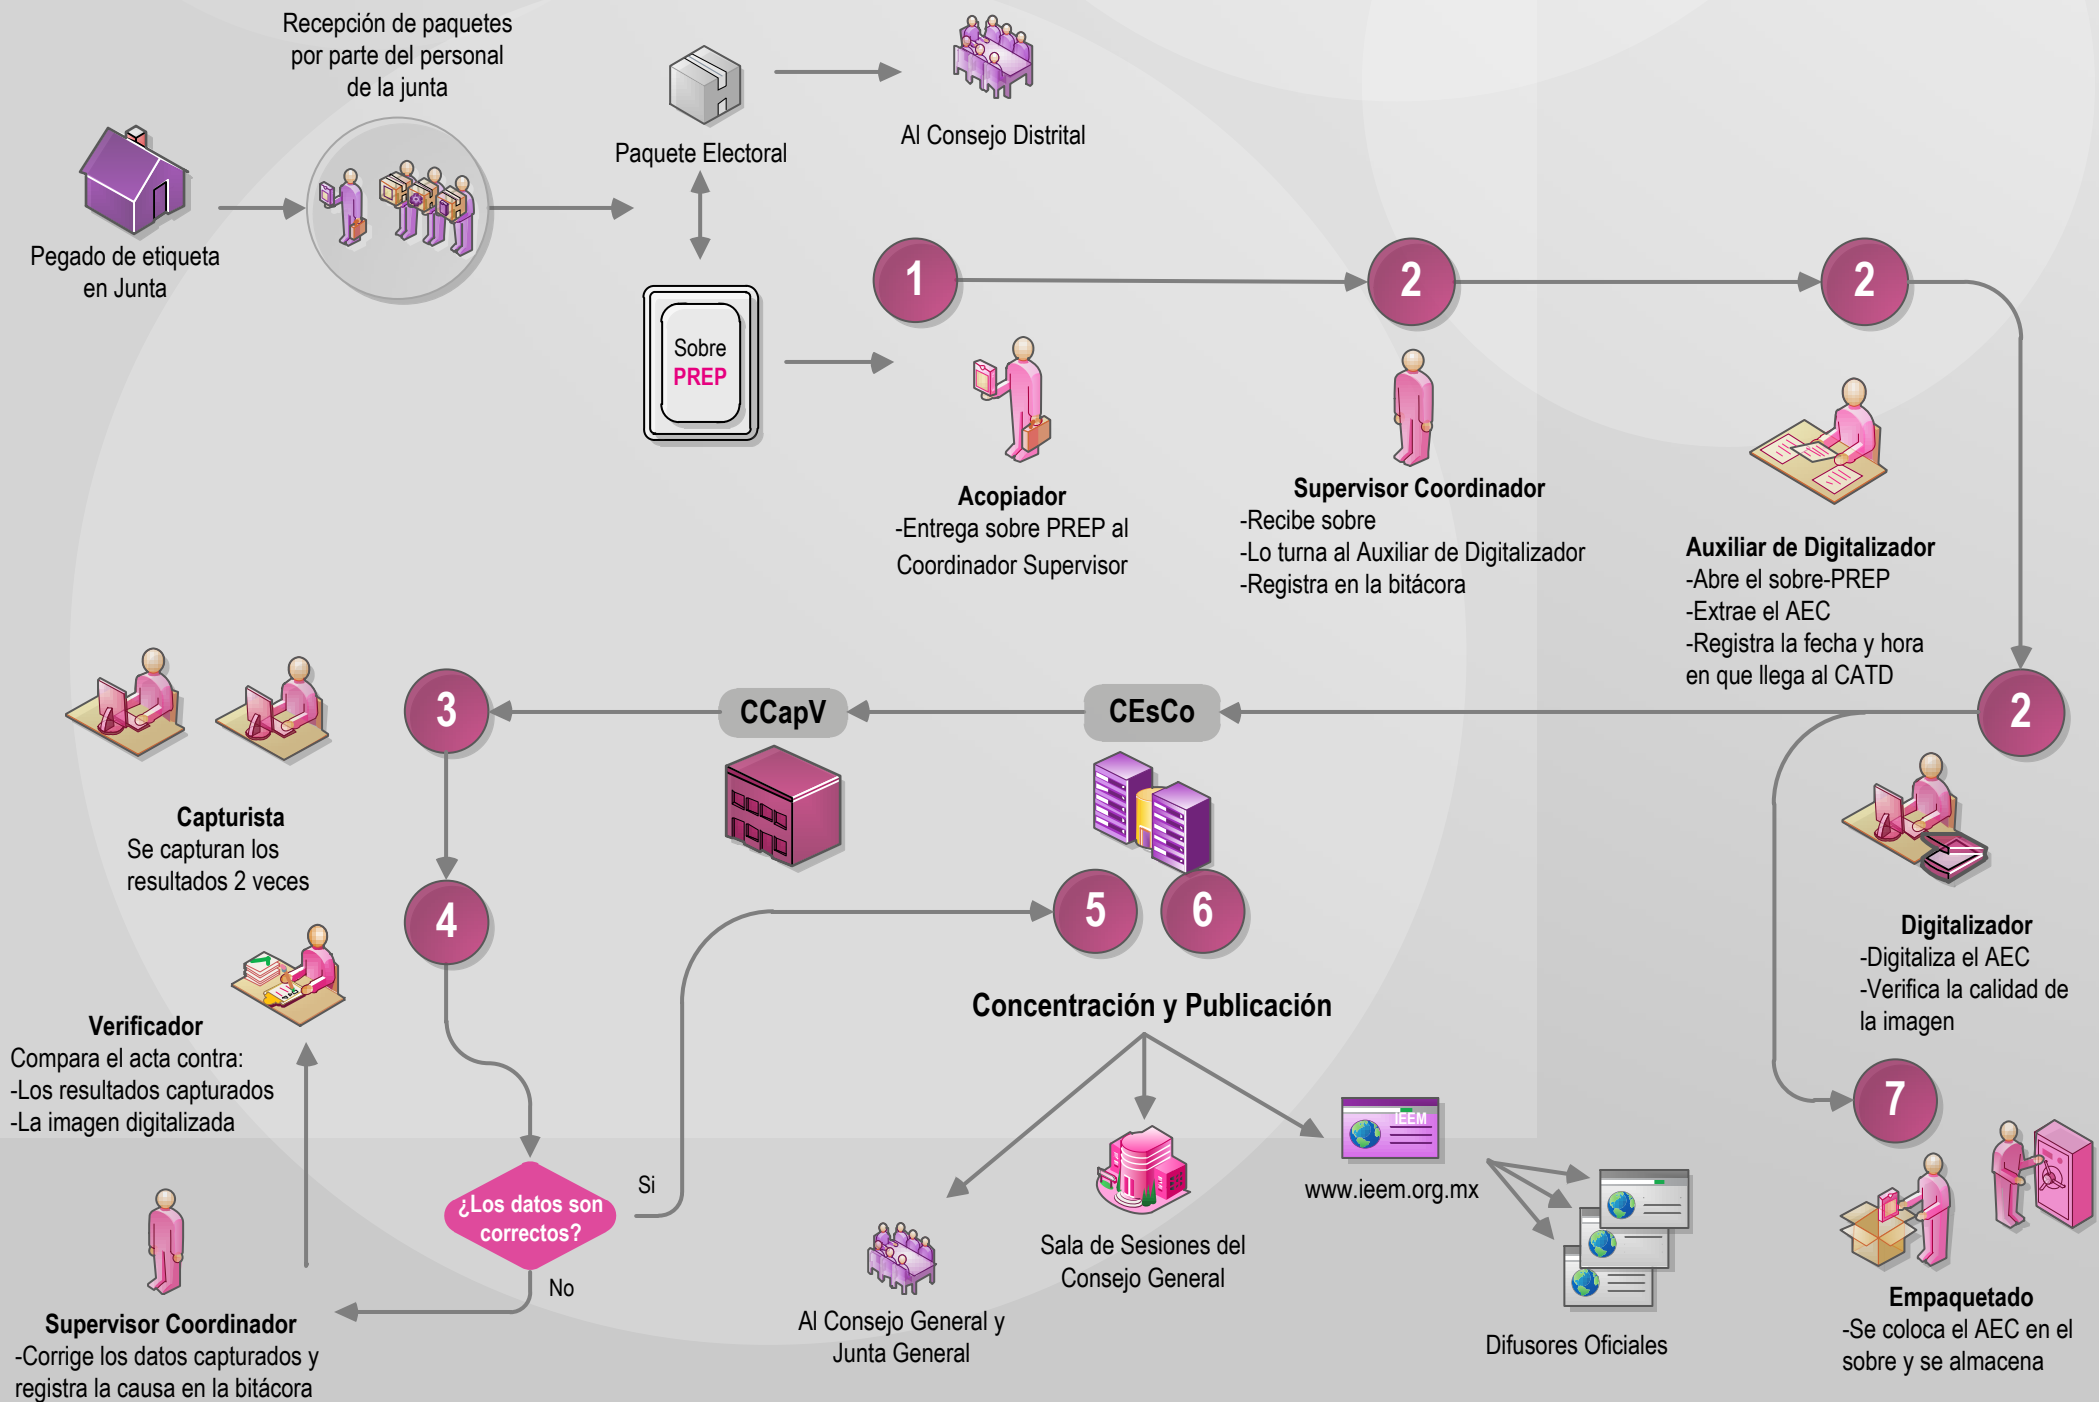 Recepción de paquetes
por parte del personal
de la junta
Pegado de etiqueta
en Junta
Paquete Electoral
Al Consejo Distrital
Sobre
PREP
1
2
2
Acopiador
-Entrega sobre PREP al
Coordinador Supervisor
Supervisor Coordinador
-Recibe sobre
-Lo turna al Auxiliar de Digitalizador
-Registra en la bitácora
Auxiliar de Digitalizador
-Abre el sobre-PREP
-Extrae el AEC
-Registra la fecha y hora
en que llega al CATD
2
CEsCo
CCapV
3
Capturista
Se capturan los
resultados 2 veces
4
Verificador
Compara el acta contra:
-Los resultados capturados
-La imagen digitalizada
¿Los datos son
correctos?
Si
No
Supervisor Coordinador
-Corrige los datos capturados y
registra la causa en la bitácora
5
6
Concentración y Publicación
Al Consejo General y
Junta General
Sala de Sesiones del
Consejo General
IEEM
www.ieem.org.mx
Difusores Oficiales
Digitalizador
-Digitaliza el AEC
-Verifica la calidad de
la imagen
7
Empaquetado
-Se coloca el AEC en el
sobre y se almacena